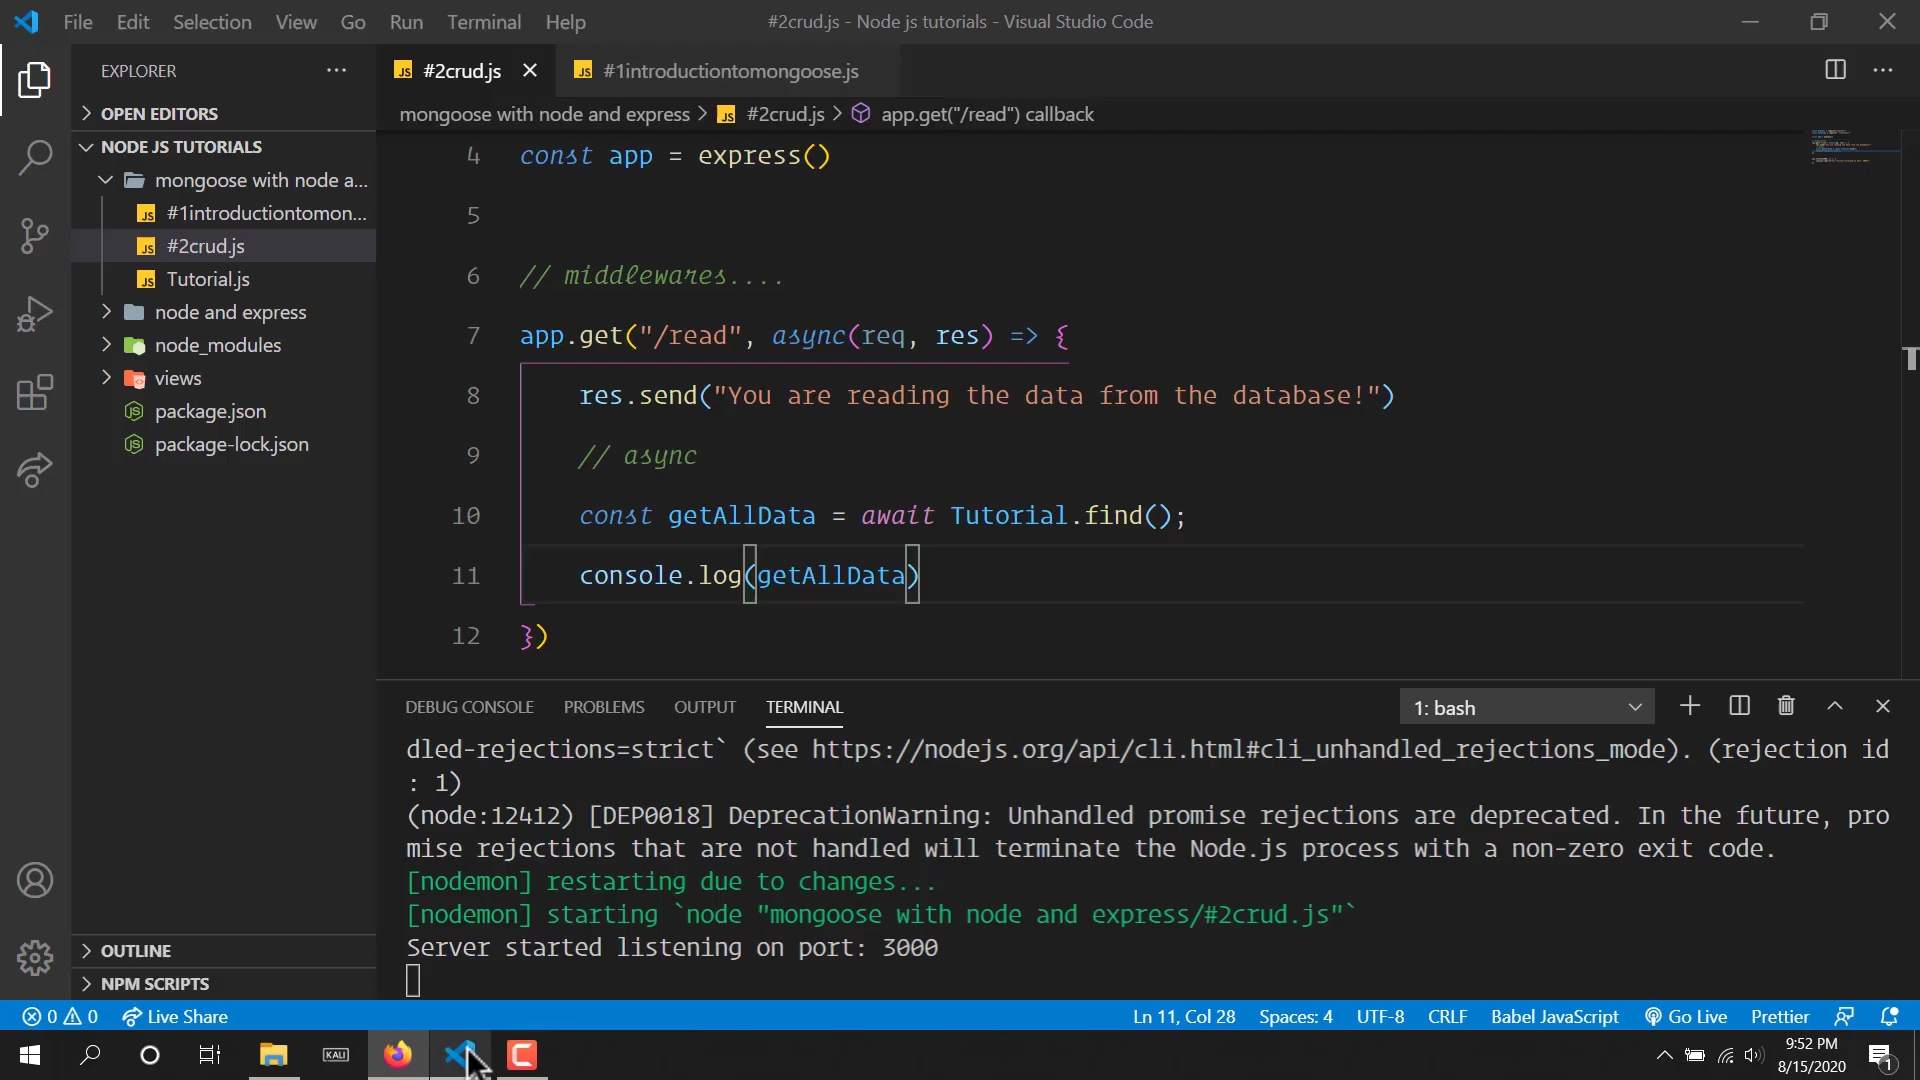 File Edit Selection View Go Run Terminal Help
#2crud.js - Node js tutorials - Visual Studio Code
EXPLORER
OPEN EDITORS
NODE JS TUTORIALS
mongoose with node a...
JS #1introductiontomon...
JS #2crud.js
JS Tutorial.js
node and express
node_modules
views
package.json
package-lock.json
OUTLINE
NPM SCRIPTS
JS #2crud.js
JS #1introductiontomongoose.js
mongoose with node and express > JS #2crud.js > app.get("/read") callback
4 const app = express()
5
6 // middlewares....
7 app.get("/read", async(req, res) => {
8 res.send("You are reading the data from the database!")
9 // async
10 const getAllData = await Tutorial.find();
11 console.log(getAllData)
12 })
DEBUG CONSOLE PROBLEMS OUTPUT TERMINAL
1: bash
dled-rejections=strict` (see https://nodejs.org/api/cli.html#cli_unhandled_rejections_mode). (rejection id
: 1)
(node:12412) [DEP0018] DeprecationWarning: Unhandled promise rejections are deprecated. In the future, pro
mise rejections that are not handled will terminate the Node.js process with a non-zero exit code.
[nodemon] restarting due to changes...
[nodemon] starting `node "mongoose with node and express/#2crud.js"`
Server started listening on port: 3000
0 0 Live Share
Ln 11, Col 28 Spaces: 4 UTF-8 CRLF Babel JavaScript Go Live Prettier
KALI
9:52 PM
8/15/2020
1